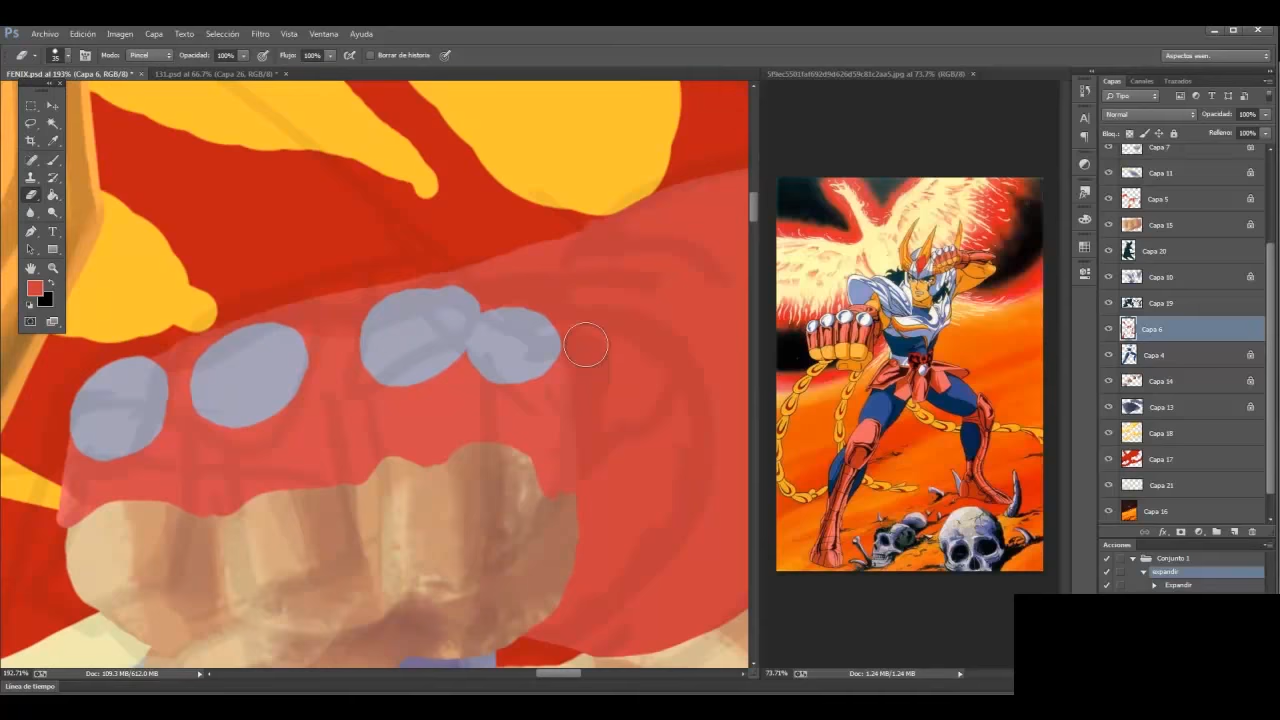 Ps Archivo Edición Imagen Capa Texto Selección Filtro Vista Ventana Ayuda
35 Modo: Pincel Opacidad: 100% Flujo: 100% Borrar de historia Aspectos esen.
FENIX.psd al 193% (Capa 6, RGB/8) * × 131.psd al 66.7% (Capa 26, RGB/8) * ×
Capas Canales Trazados
Tipo
Normal Opacidad: 100%
Bloq.: Relleno: 100%
Capa 7
Capa 11
Capa 5
Capa 15
Capa 20
Capa 10
Capa 19
Capa 6
Capa 4
Capa 14
Capa 13
Capa 18
Capa 17
Capa 21
Capa 16
Acciones
Conjunto 1
expandir
Expandir
192.71% Doc: 109.3 MB/612.0 MB 73.71% Doc: 1.24 MB/1.24 MB
Línea de tiempo